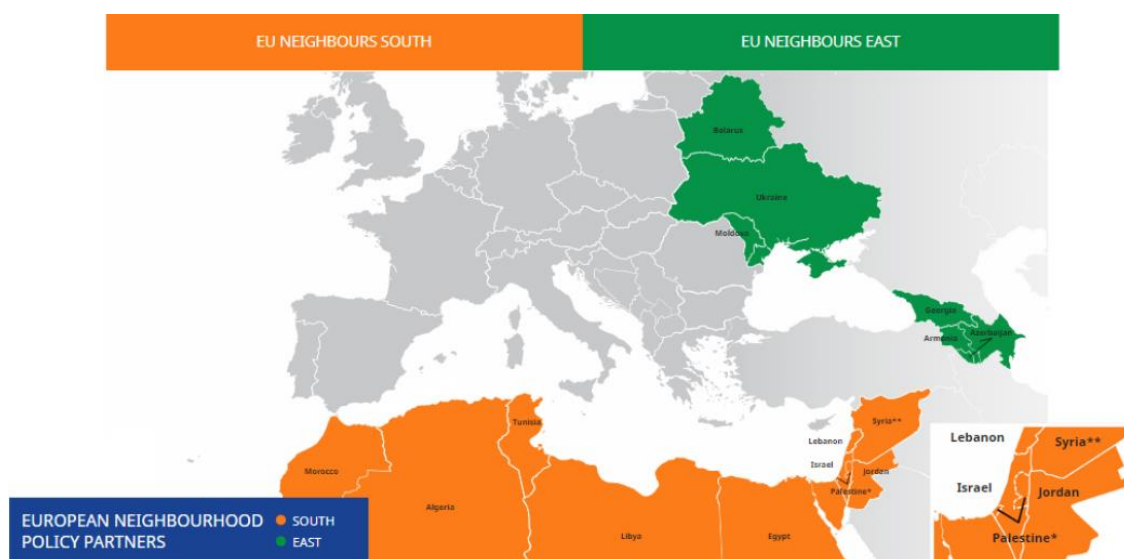 EU NEIGHBOURS SOUTH
EU NEIGHBOURS EAST
Belarus
Ukraine
Moldova
Georgia
Armenia
Azerbaijan
Tunisia
Syria**
Lebanon
Israel
Jordan
Palestine*
Morocco
Algeria
Libya
Egypt
Lebanon
Syria**
Israel
Jordan
Palestine*
EUROPEAN NEIGHBOURHOOD
POLICY PARTNERS
SOUTH
EAST